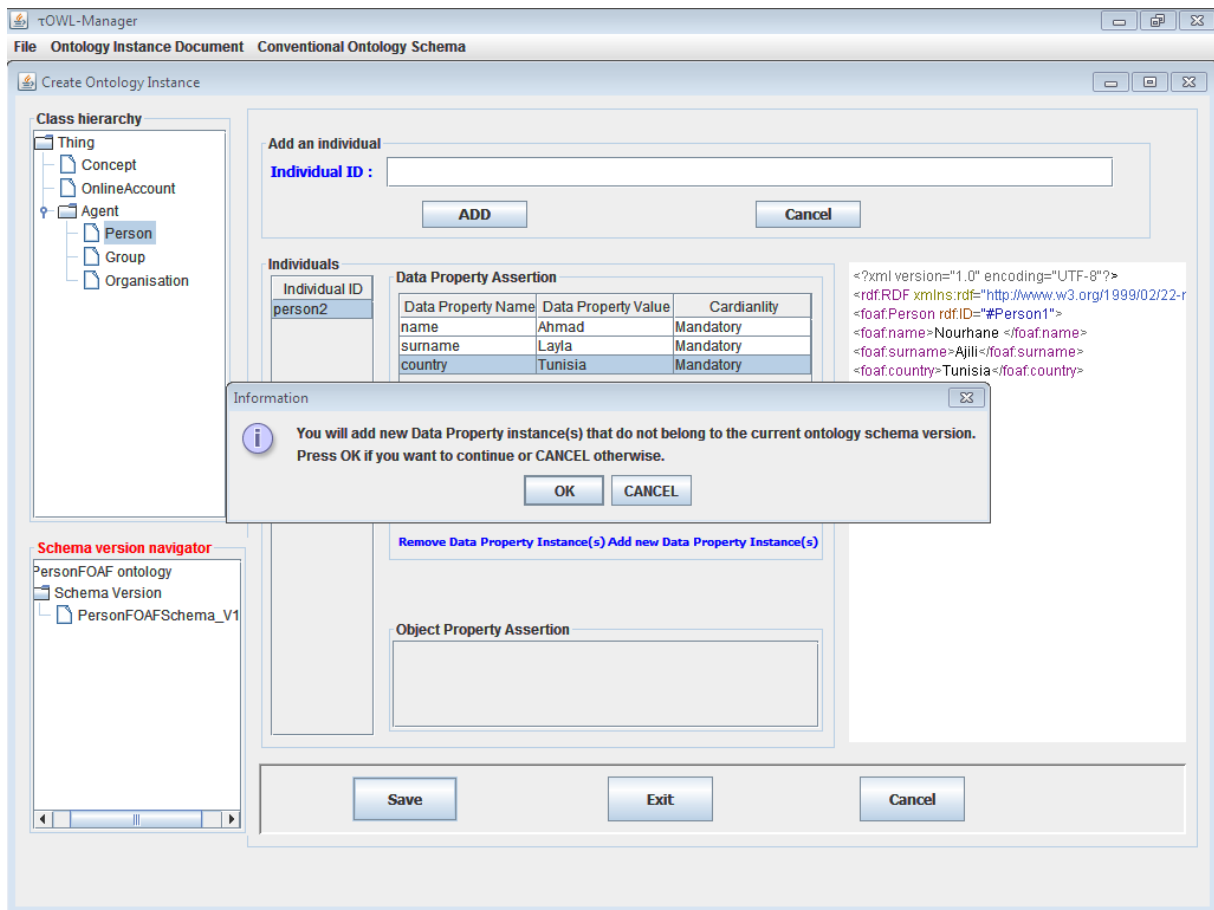 τOWL-Manager
File Ontology Instance Document Conventional Ontology Schema
Create Ontology Instance
Class hierarchy
Thing
Concept
OnlineAccount
Agent
Person
Group
Organisation
Schema version navigator
PersonFOAF ontology
Schema Version
PersonFOAFSchema_V1
Add an individual
Individual ID :
ADD Cancel
Individuals
Individual ID
person2
Data Property Assertion
Data Property Name Data Property Value Cardianlity
name Ahmad Mandatory
surname Layla Mandatory
country Tunisia Mandatory
Remove Data Property Instance(s) Add new Data Property Instance(s)
Object Property Assertion
<?xml version="1.0" encoding="UTF-8"?>
<rdf:RDF xmlns:rdf="http://www.w3.org/1999/02/22-r
<foaf:Person rdf:ID="#Person1">
<foaf:name>Nourhane </foaf:name>
<foaf:surname>Ajili</foaf:surname>
<foaf:country>Tunisia</foaf:country>
Information
You will add new Data Property instance(s) that do not belong to the current ontology schema version.
Press OK if you want to continue or CANCEL otherwise.
OK CANCEL
Save Exit Cancel